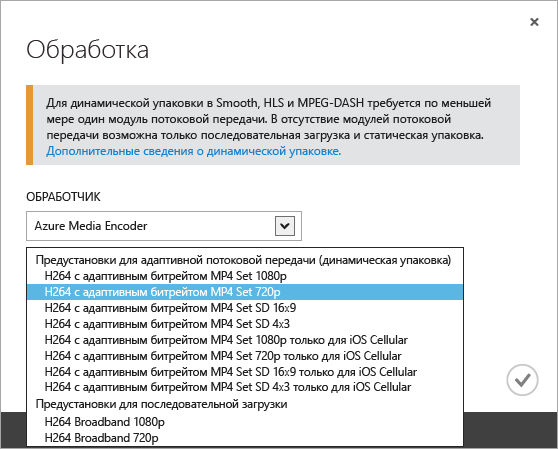 Обработка
Для динамической упаковки в Smooth, HLS и MPEG-DASH требуется по меньшей
мере один модуль потоковой передачи. В отсутствие модулей потоковой
передачи возможна только последовательная загрузка и статическая упаковка.
Дополнительные сведения о динамической упаковке.
ОБРАБОТЧИК
Azure Media Encoder
Предустановки для адаптивной потоковой передачи (динамическая упаковка)
H264 с адаптивным битрейтом MP4 Set 1080p
H264 с адаптивным битрейтом MP4 Set 720p
H264 с адаптивным битрейтом MP4 Set SD 16x9
H264 с адаптивным битрейтом MP4 Set SD 4x3
H264 с адаптивным битрейтом MP4 Set 1080p только для iOS Cellular
H264 с адаптивным битрейтом MP4 Set 720p только для iOS Cellular
H264 с адаптивным битрейтом MP4 Set SD 16x9 только для iOS Cellular
H264 с адаптивным битрейтом MP4 Set SD 4x3 только для iOS Cellular
Предустановки для последовательной загрузки
H264 Broadband 1080p
H264 Broadband 720p